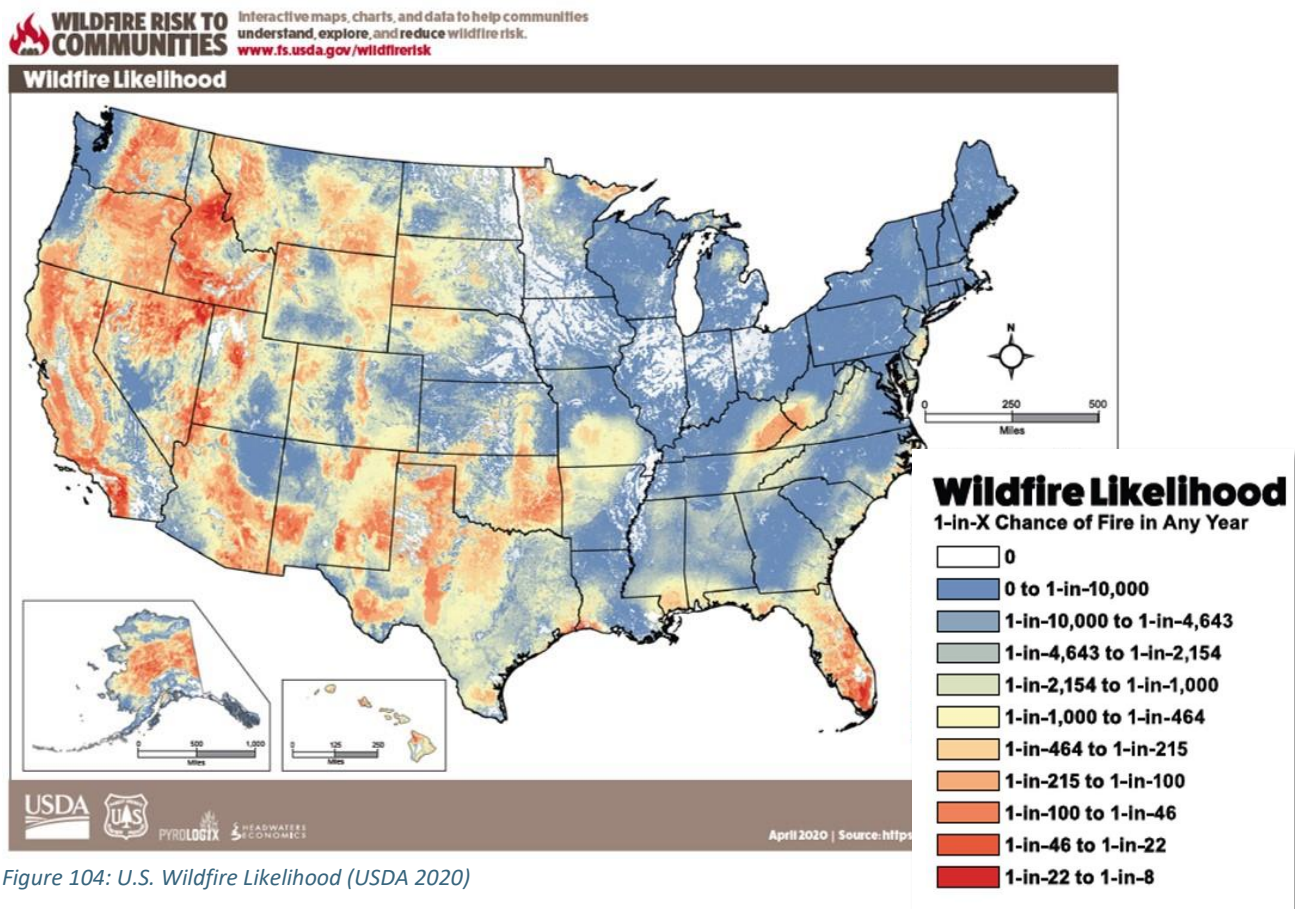 WILDFIRE RISK TO
COMMUNITIES
Interactive maps, charts, and data to help communities
understand, explore, and reduce wildfire risk.
www.fs.usda.gov/wildfirerisk
Wildfire Likelihood
N
0 250 500
Miles
Wildfire Likelihood
1-in-X Chance of Fire in Any Year
0
0 to 1-in-10,000
1-in-10,000 to 1-in-4,643
1-in-4,643 to 1-in-2,154
1-in-2,154 to 1-in-1,000
1-in-1,000 to 1-in-464
1-in-464 to 1-in-215
1-in-215 to 1-in-100
1-in-100 to 1-in-46
1-in-46 to 1-in-22
1-in-22 to 1-in-8
0 500 1,000
Miles
0 125 250
Miles
USDA
UAS
PYROLOGIX
HEADWATERS
ECONOMICS
April 2020 | Source: https
Figure 104: U.S. Wildfire Likelihood (USDA 2020)